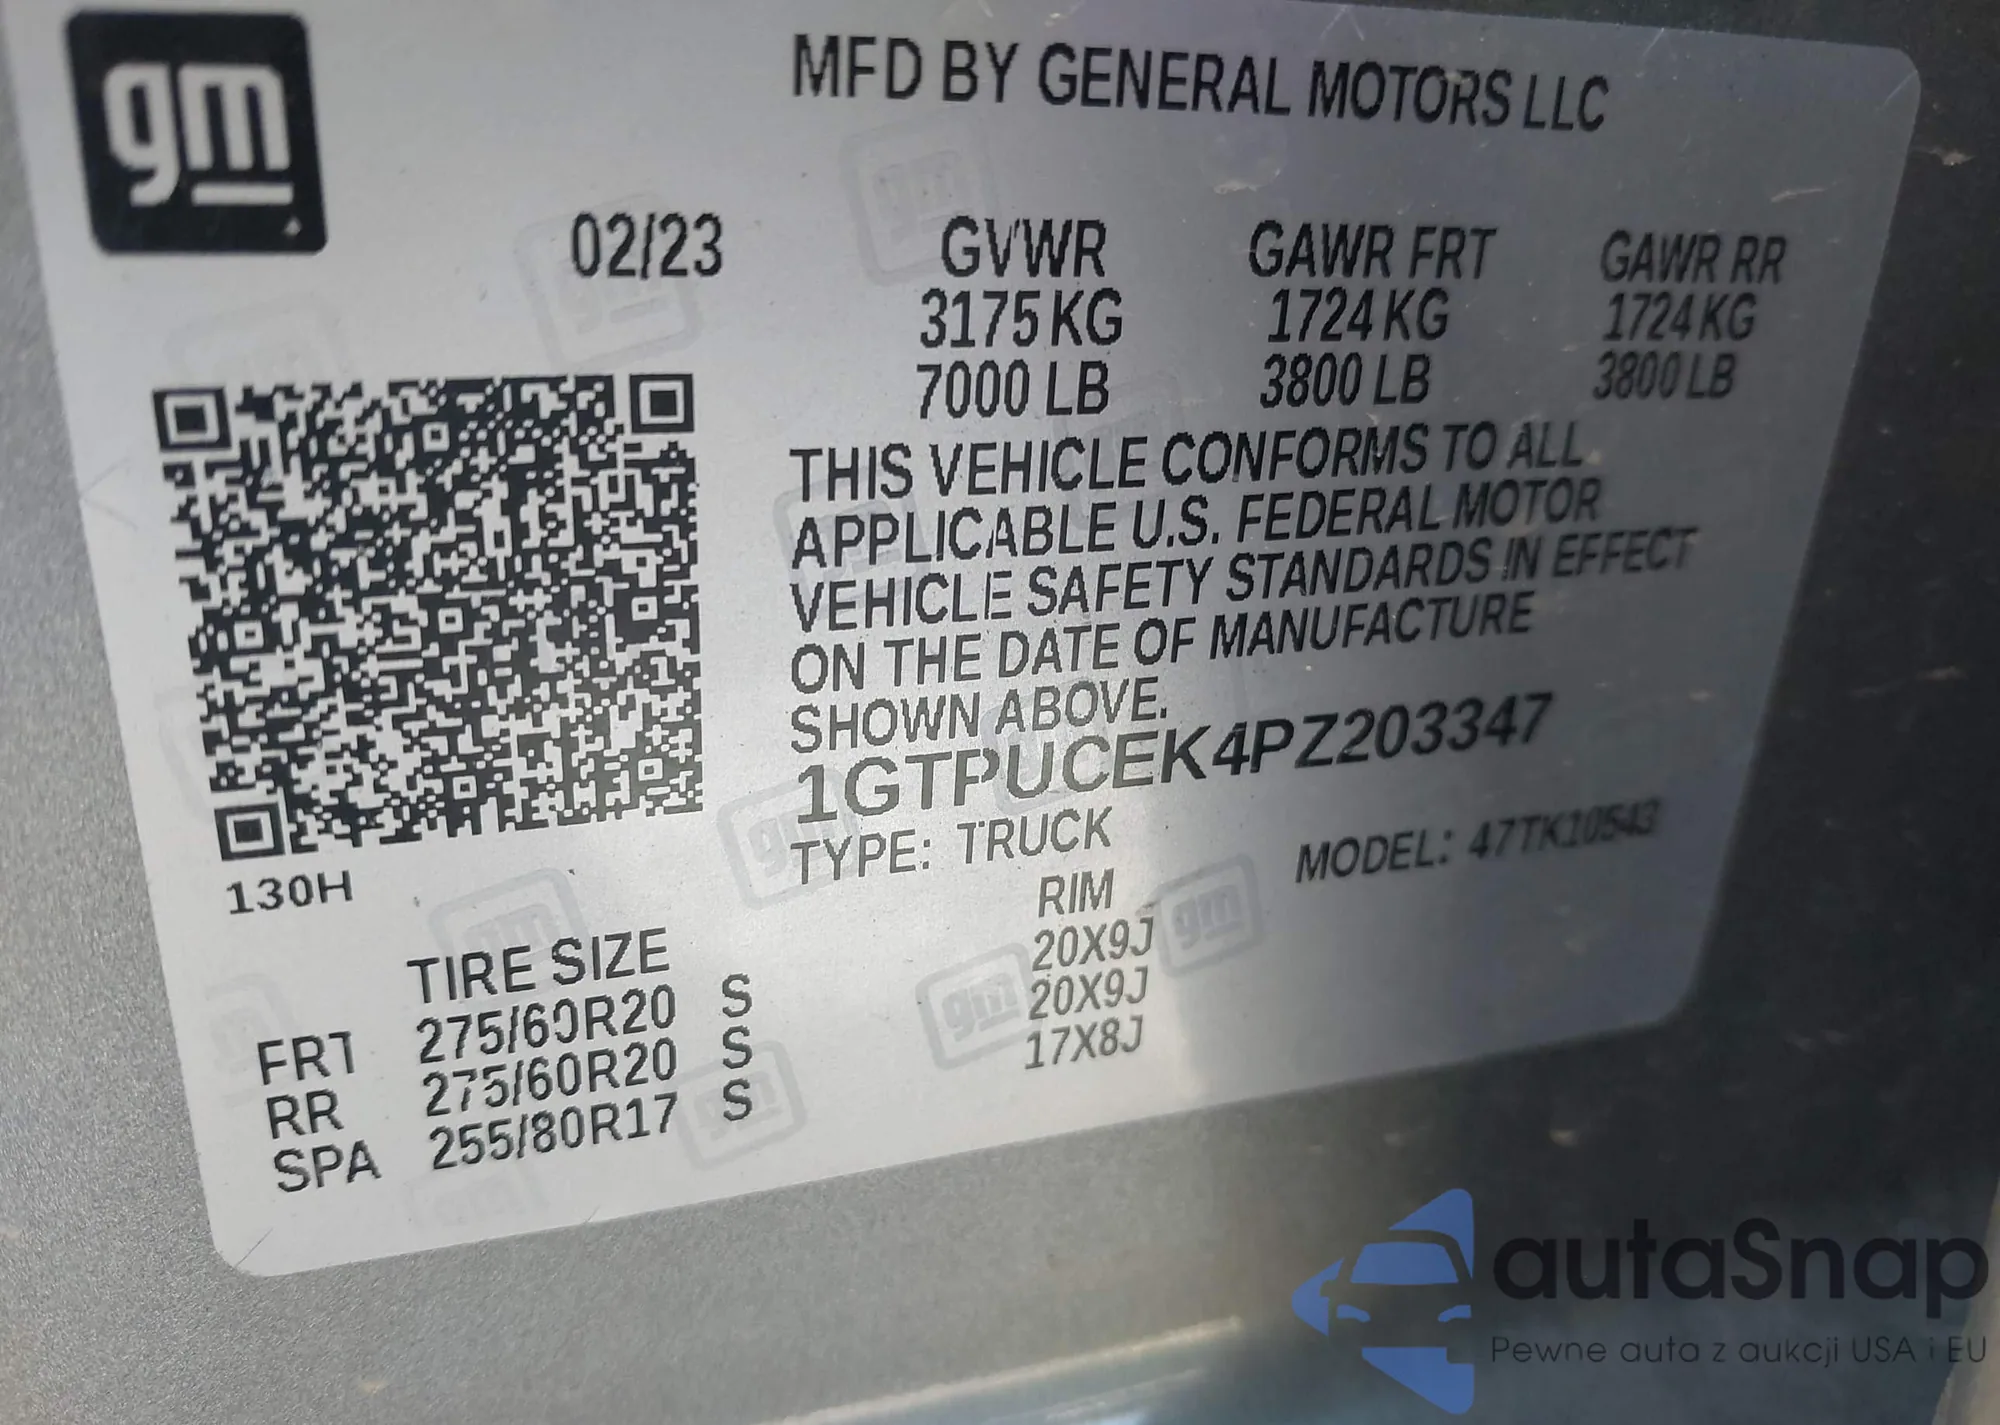 gm
MFD BY GENERAL MOTORS LLC
02/23
GVWR GAWR FRT GAWR RR
3175 KG 1724 KG 1724 KG
7000 LB 3800 LB 3800 LB
THIS VEHICLE CONFORMS TO ALL
APPLICABLE U.S. FEDERAL MOTOR
VEHICLE SAFETY STANDARDS IN EFFECT
ON THE DATE OF MANUFACTURE
SHOWN ABOVE.
1GTPUCEK4PZ203347
TYPE: TRUCK MODEL: 47TK10543
130H
TIRE SIZE RIM
FRT 275/60R20 S 20X9J
RR 275/60R20 S 20X9J
SPA 255/80R17 S 17X8J
autaSnap
Pewne auta z aukcji USA i EU